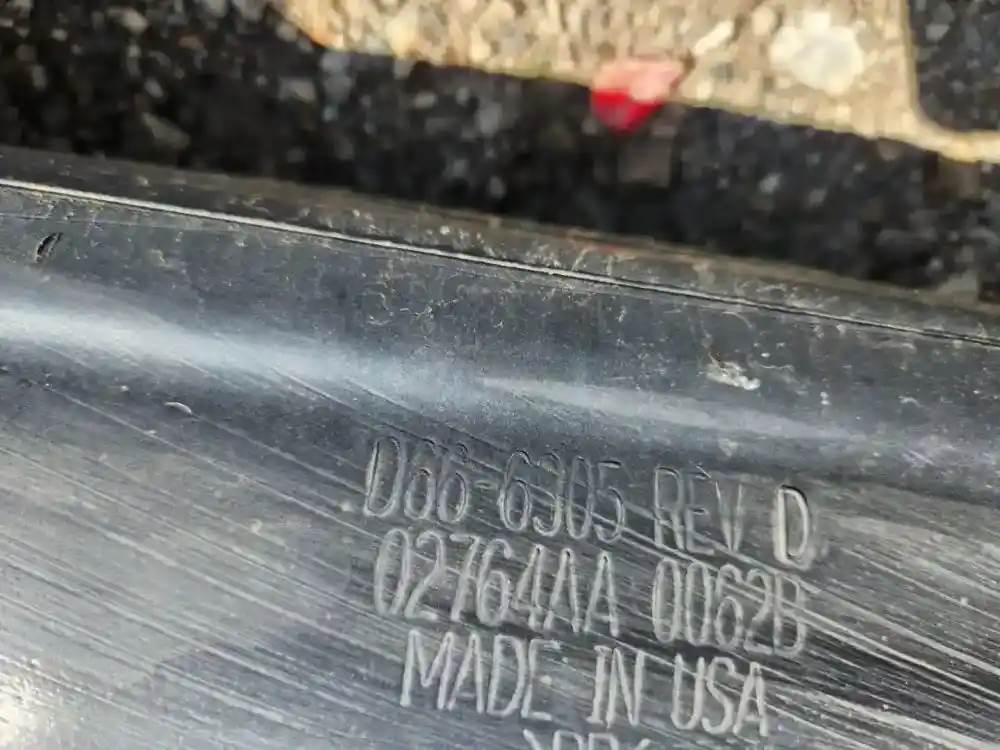 D66-6305 REV D
02764AA 0062B
MADE IN USA